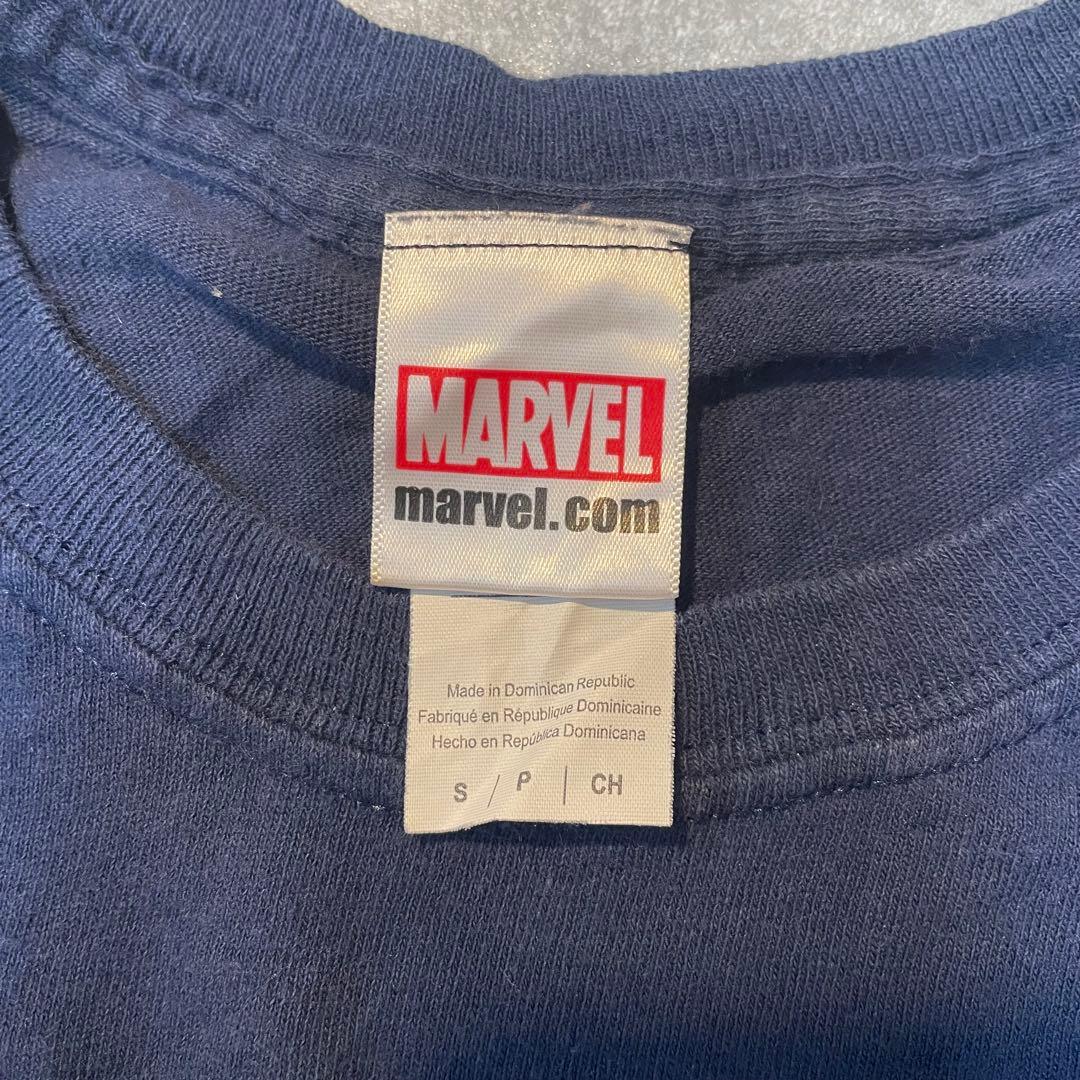 MARVEL
marvel.com
Made in Dominican Republic
Fabriqué en République Dominicaine
Hecho en República Dominicana
S / P | CH